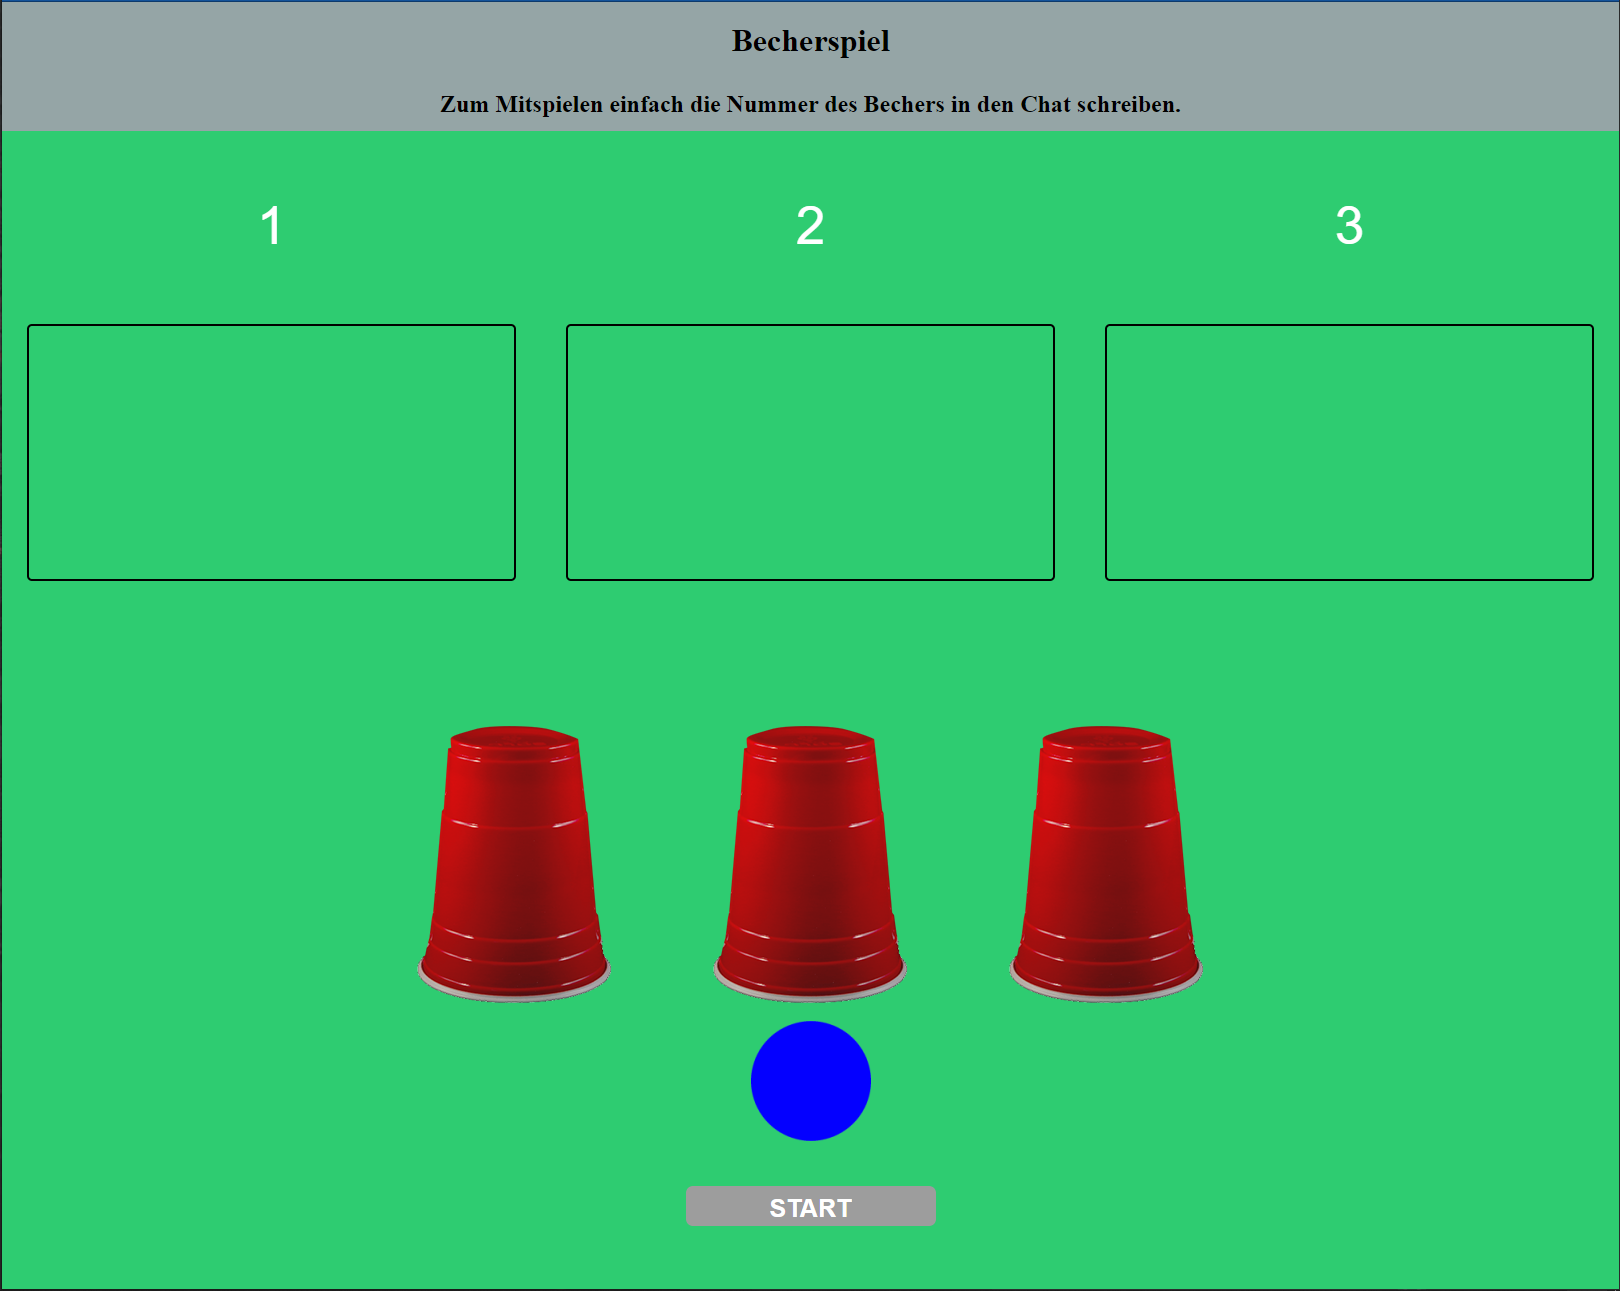 Becherspiel
Zum Mitspielen einfach die Nummer des Bechers in den Chat schreiben.
1 2 3
START